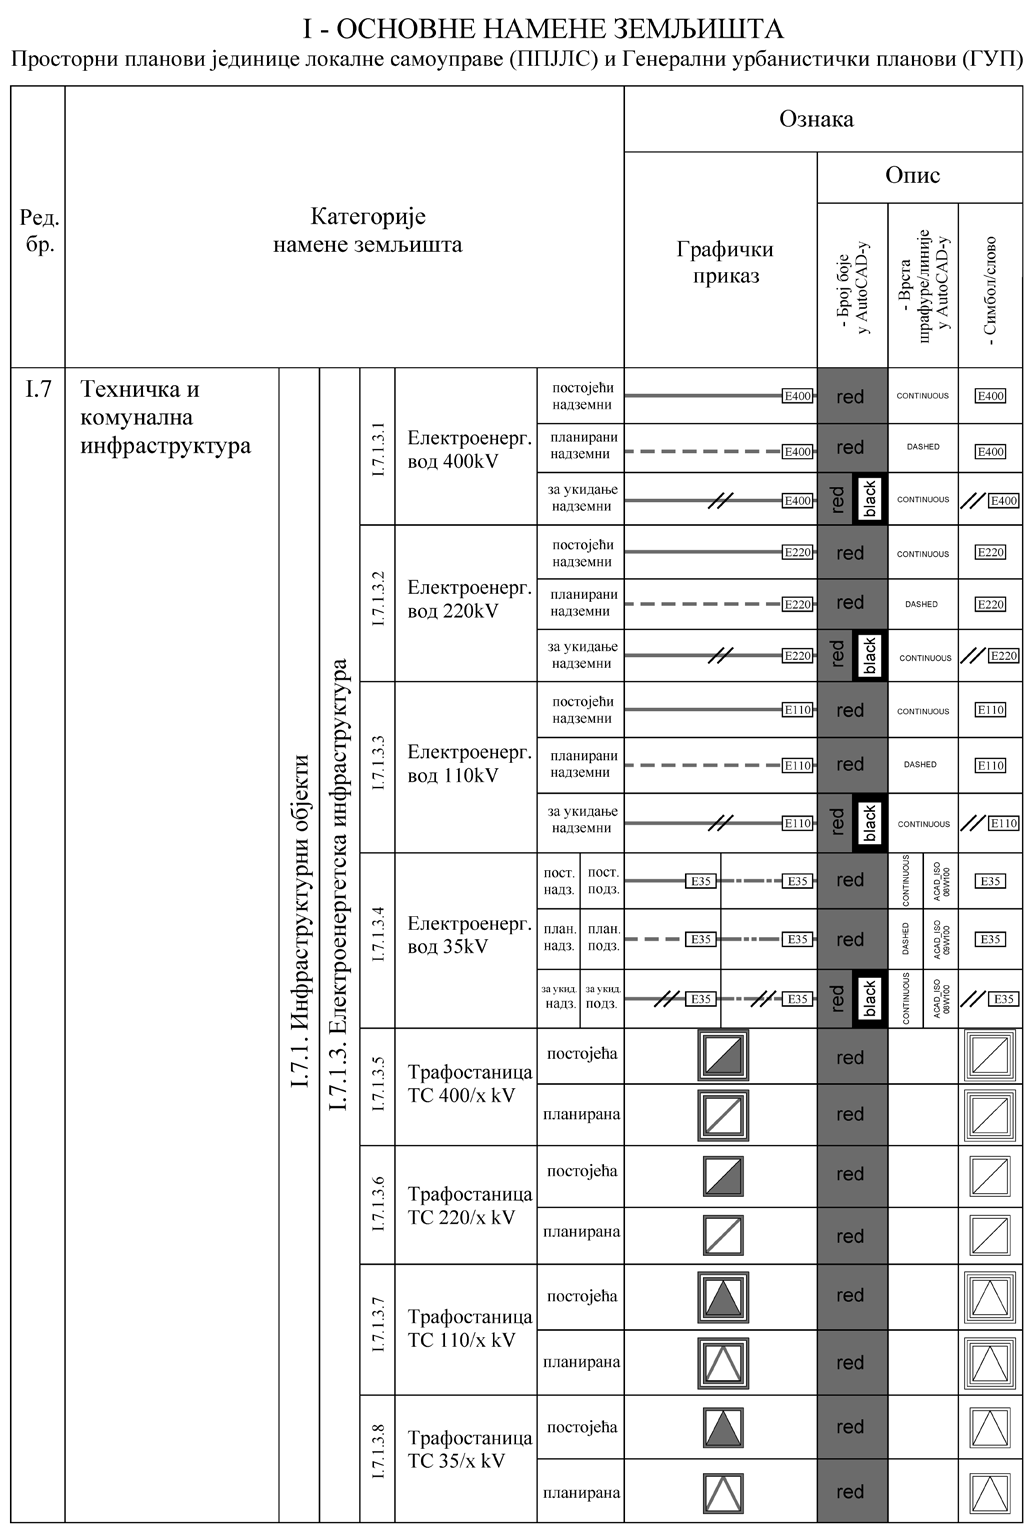 I - ОСНОВНЕ НАМЕНЕ ЗЕМЉИШТА
Просторни планови јединице локалне самоуправе (ППЈЛС) и Генерални урбанистички планови (ГУП)
Ред.
бр.
Категорије
намене земљишта
Ознака
Графички
приказ
Опис
- Број боје
у AutoCAD-у
- Врста
шрафуре/линије
у AutoCAD-у
- Симбол/слово
I.7
Техничка и
комунална
инфраструктура
I.7.1. Инфраструктурни објекти
I.7.1.3. Електроенергетска инфраструктура
I.7.1.3.1
Електроенерг.
вод 400kV
постојећи
надземни
E400
red
CONTINUOUS
E400
планирани
надземни
E400
red
DASHED
E400
за укидање
надземни
E400
red
black
CONTINUOUS
E400
I.7.1.3.2
Електроенерг.
вод 220kV
постојећи
надземни
E220
red
CONTINUOUS
E220
планирани
надземни
E220
red
DASHED
E220
за укидање
надземни
E220
red
black
CONTINUOUS
E220
I.7.1.3.3
Електроенерг.
вод 110kV
постојећи
надземни
E110
red
CONTINUOUS
E110
планирани
надземни
E110
red
DASHED
E110
за укидање
надземни
E110
red
black
CONTINUOUS
E110
I.7.1.3.4
Електроенерг.
вод 35kV
пост.
надз.
пост.
подз.
E35
E35
red
CONTINUOUS
ACAD_ISO
08W100
E35
план.
надз.
план.
подз.
E35
E35
red
DASHED
ACAD_ISO
09W100
E35
за укид.
надз.
за укид.
подз.
E35
E35
red
black
CONTINUOUS
ACAD_ISO
08W100
E35
I.7.1.3.5
Трафостаница
ТС 400/x kV
постојећа
red
планирана
red
I.7.1.3.6
Трафостаница
ТС 220/x kV
постојећа
red
планирана
red
I.7.1.3.7
Трафостаница
ТС 110/x kV
постојећа
red
планирана
red
I.7.1.3.8
Трафостаница
ТС 35/x kV
постојећа
red
планирана
red